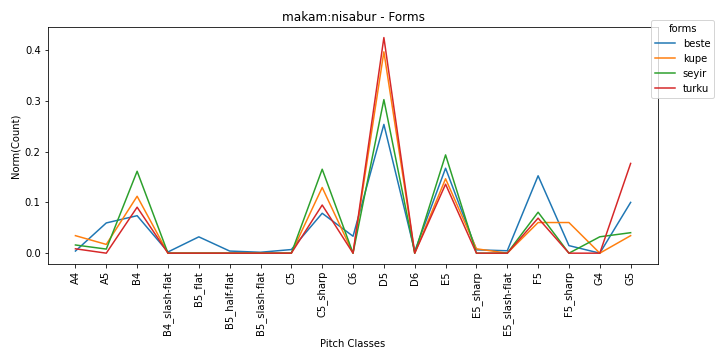 makam:nisabur - Forms
forms
beste
kupe
seyir
turku
Norm(Count)
0.4
0.3
0.2
0.1
0.0
A4
A5
B4
B4_slash-flat
B5_flat
B5_half-flat
B5_slash-flat
C5
C5_sharp
C6
D5
D6
E5
E5_sharp
E5_slash-flat
F5
F5_sharp
G4
G5
Pitch Classes